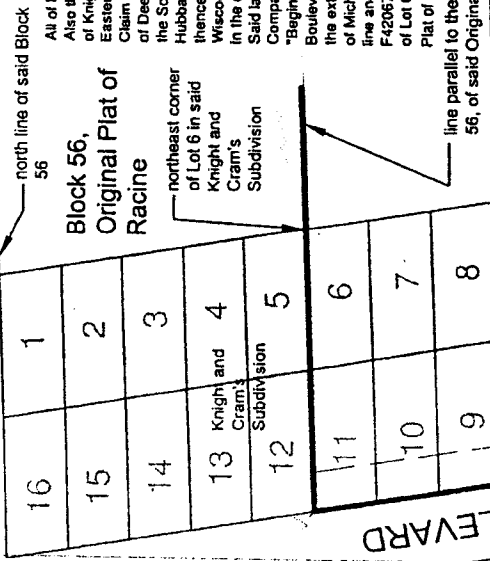 north line of said Block
56
Block 56,
Original Plat of
Racine
northeast corner
of Lot 6 in said
Knight and
Cram's
Subdivision
1
2
3
4
5
6
7
8
16
15
14
13
12
11
10
9
Knight and
Cram's
Subdivision
LEVARD
line parallel to the
56, of said Origina
All of
Also th
of Kni
Easter
Claim
of Dee
the Sc
Hubba
thence
Wisco
In the
Said la
Compa
"Begin
Boulev
the ext
of Mich
line an
F4206
of Lot
Plat of